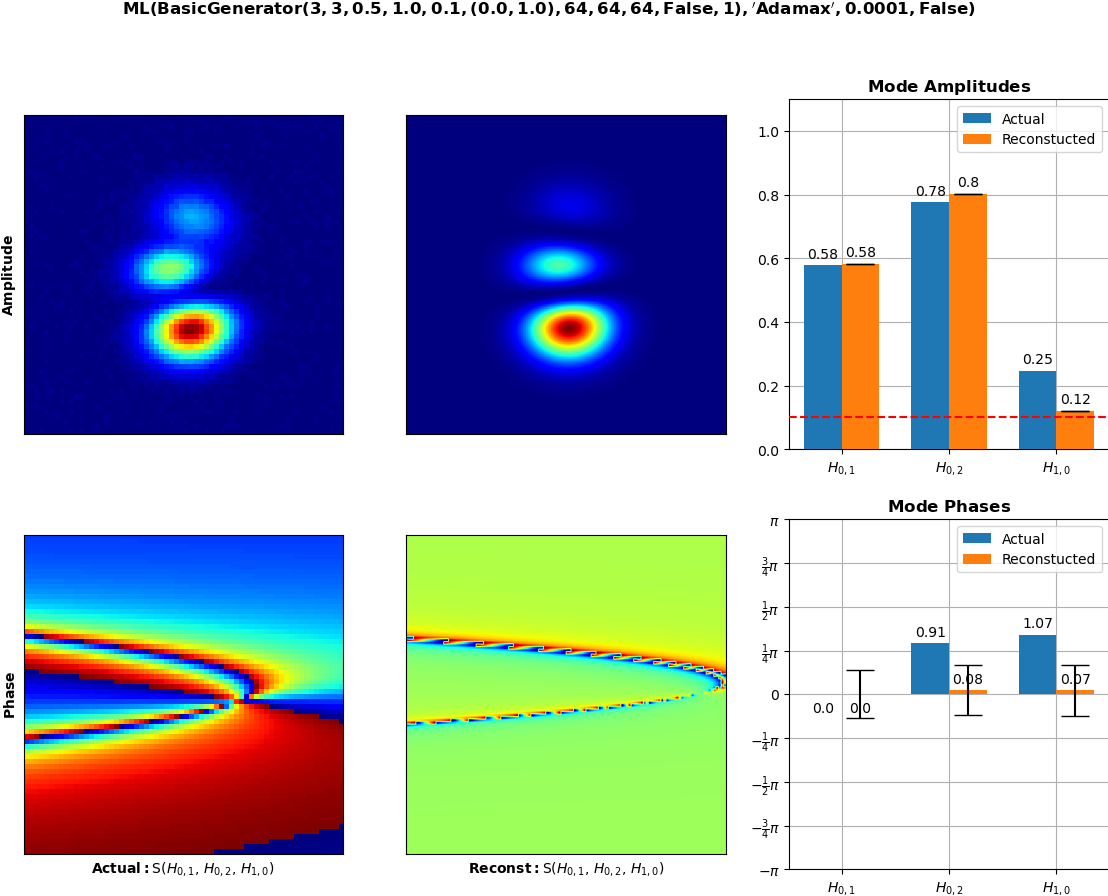 ML(BasicGenerator(3, 3, 0.5, 1.0, 0.1, (0.0, 1.0), 64, 64, 64, False, 1), ′Adamax′, 0.0001, False)
Amplitude
Mode Amplitudes
Actual
Reconstucted
1.0
0.8
0.6
0.4
0.2
0.0
0.58
0.58
0.78
0.8
0.25
0.12
H0,1
H0,2
H1,0
Phase
Actual: S(H0,1, H0,2, H1,0)
Reconst: S(H0,1, H0,2, H1,0)
Mode Phases
Actual
Reconstucted
π
3/4π
1/2π
1/4π
0
−1/4π
−1/2π
−3/4π
−π
0.0
0.0
0.91
0.08
1.07
0.07
H0,1
H0,2
H1,0